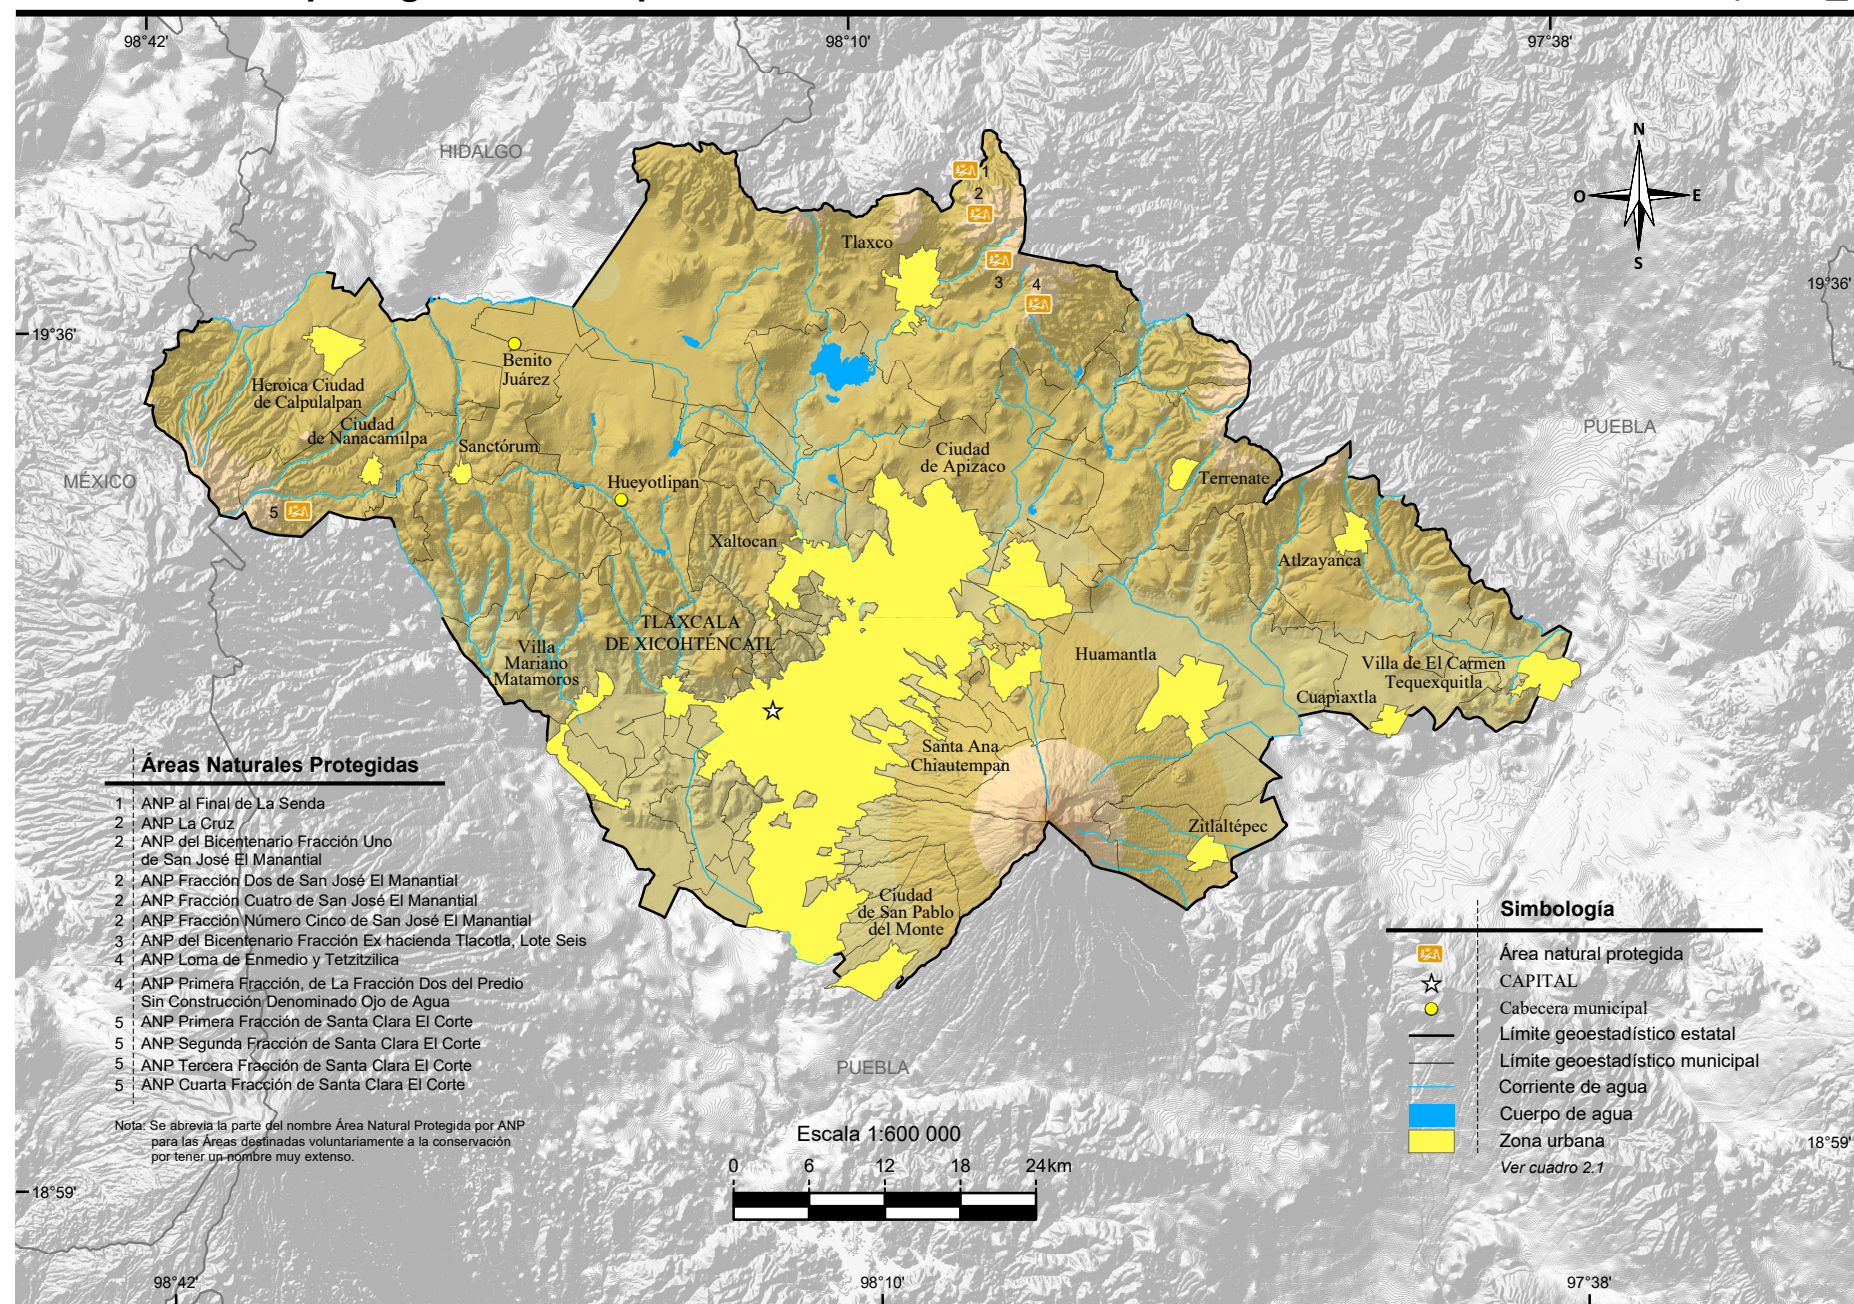 98°42'
98°10'
97°38'
HIDALGO
N
O
E
S
1
2
Tlaxco
3
4
19°36'
19°36'
Benito
Juárez
Heroica Ciudad
de Calpulalpan
Ciudad
de Nanacamilpa
Sanctórum
Ciudad
de Apizaco
PUEBLA
MÉXICO
Hueyotlipan
Terrenate
5
Xaltocan
Atlzayanca
TLAXCALA
DE XICOHTÉNCATL
Villa
Mariano
Matamoros
Huamantla
Villa de El Carmen
Tequexquitla
Cuapiaxtla
Santa Ana
Chiautempan
Zitlaltépec
Ciudad
de San Pablo
del Monte
Áreas Naturales Protegidas
1 ANP al Final de La Senda
2 ANP La Cruz
2 ANP del Bicentenario Fracción Uno
de San José El Manantial
2 ANP Fracción Dos de San José El Manantial
2 ANP Fracción Cuatro de San José El Manantial
2 ANP Fracción Número Cinco de San José El Manantial
3 ANP del Bicentenario Fracción Ex hacienda Tlacotla, Lote Seis
4 ANP Loma de Enmedio y Tetzitzilica
4 ANP Primera Fracción, de La Fracción Dos del Predio
Sin Construcción Denominado Ojo de Agua
5 ANP Primera Fracción de Santa Clara El Corte
5 ANP Segunda Fracción de Santa Clara El Corte
5 ANP Tercera Fracción de Santa Clara El Corte
5 ANP Cuarta Fracción de Santa Clara El Corte
Nota: Se abrevia la parte del nombre Área Natural Protegida por ANP
para las Áreas destinadas voluntariamente a la conservación
por tener un nombre muy extenso.
PUEBLA
Escala 1:600 000
0 6 12 18 24 km
Simbología
Área natural protegida
CAPITAL
Cabecera municipal
Límite geoestadístico estatal
Límite geoestadístico municipal
Corriente de agua
Cuerpo de agua
Zona urbana
Ver cuadro 2.1
18°59'
18°59'
98°42'
98°10'
97°38'